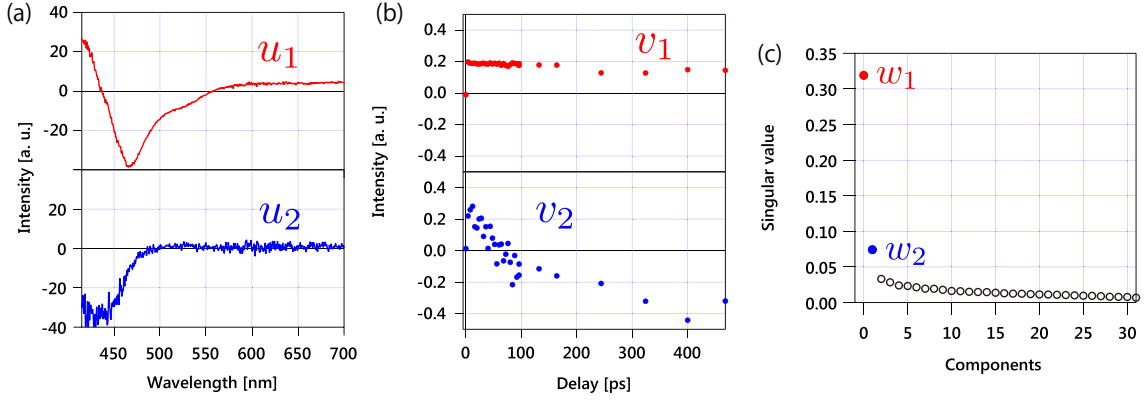 (a)
40
20
0
-20
u1
20
0
-20
40
u2
Intensity [a. u.]
450 500 550 600 650 700
Wavelength [nm]
(b)
0.4
0.2
0.0
-0.2
-0.4
v1
0.4
0.2
0.0
-0.2
-0.4
v2
Intensity [a. u.]
0 100 200 300 400
Delay [ps]
(c)
0.35
0.30
0.25
0.20
0.15
0.10
0.05
0.00
w1
w2
Singular value
0 5 10 15 20 25 30
Components